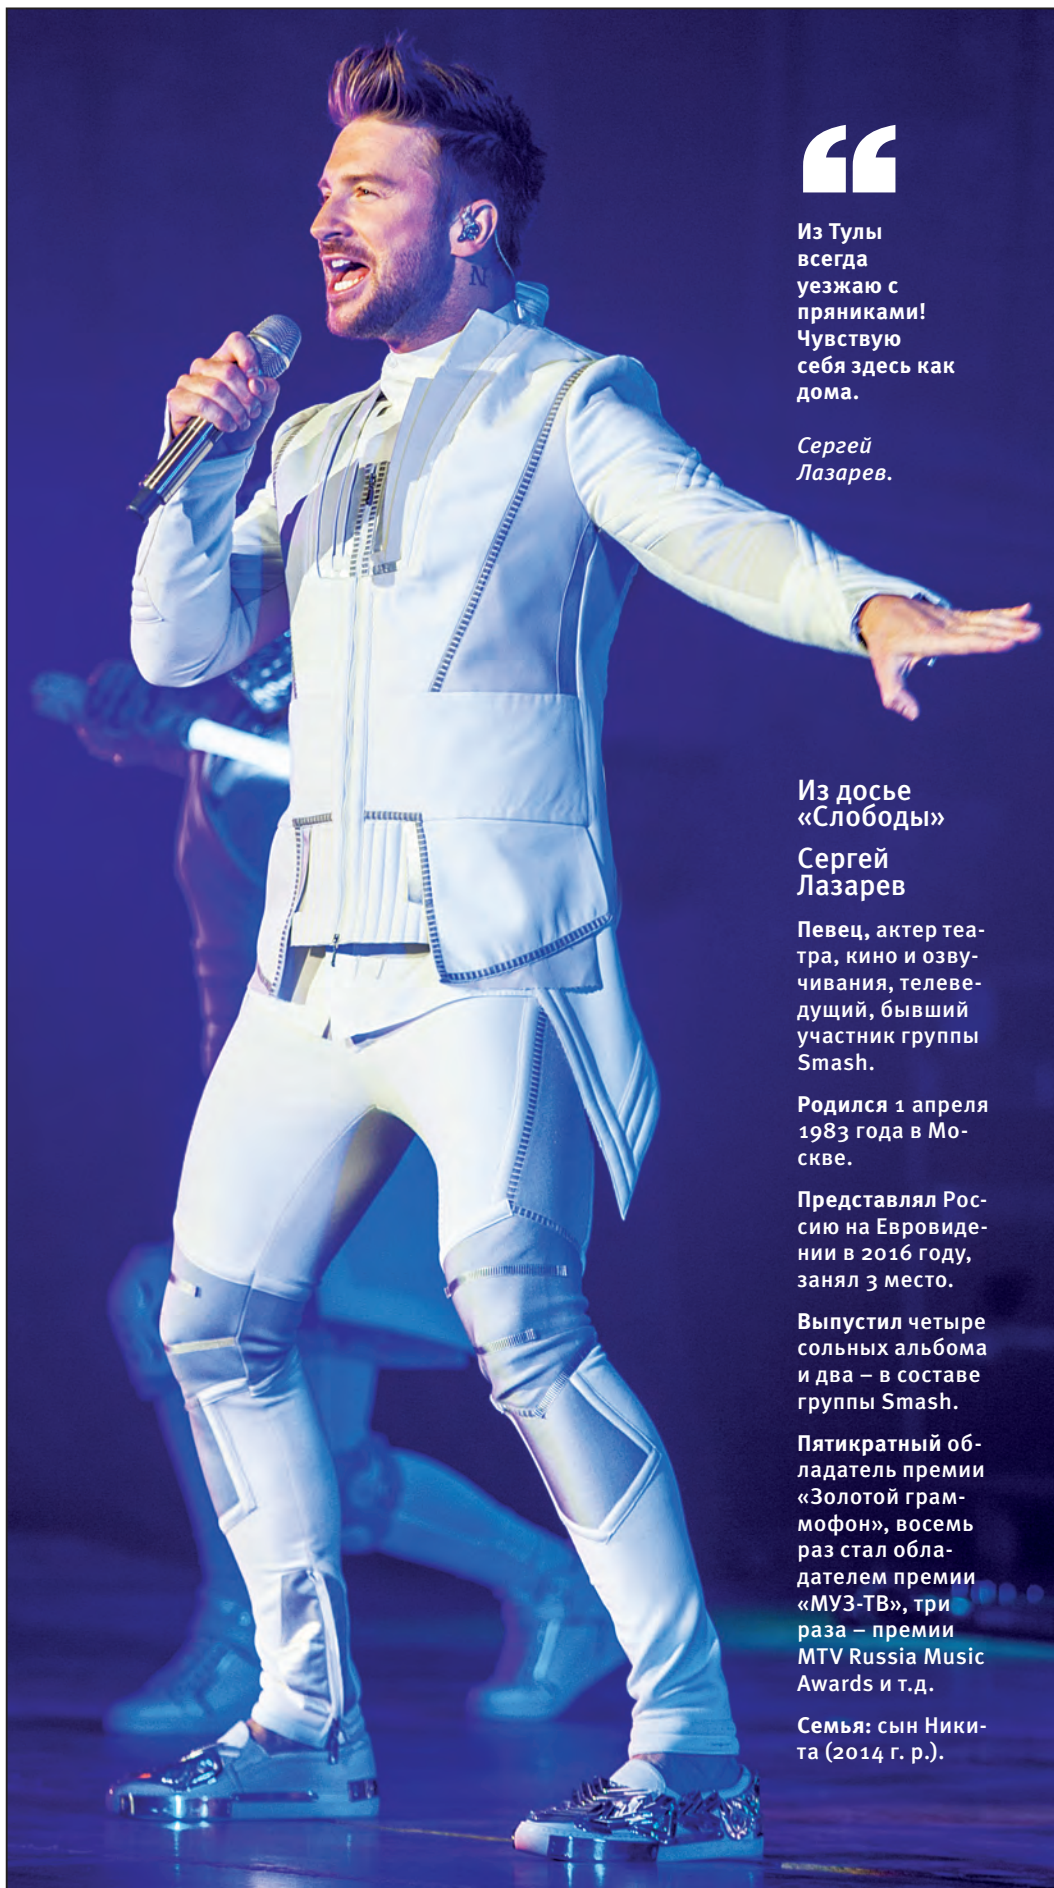 “
Из Тулы
всегда
уезжаю с
пряниками!
Чувствую
себя здесь как
дома.
Сергей
Лазарев.
Из досье
«Слободы»
Сергей
Лазарев
Певец, актер теа-
тра, кино и озву-
чивания, телеве-
дущий, бывший
участник группы
Smash.
Родился 1 апреля
1983 года в Мо-
скве.
Представлял Рос-
сию на Евровиде-
нии в 2016 году,
занял 3 место.
Выпустил четыре
сольных альбома
и два – в составе
группы Smash.
Пятикратный об-
ладатель премии
«Золотой грам-
мофон», восемь
раз стал обла-
дателем премии
«МУЗ-ТВ», три
раза – премии
MTV Russia Music
Awards и т.д.
Семья: сын Ники-
та (2014 г. р.).
N